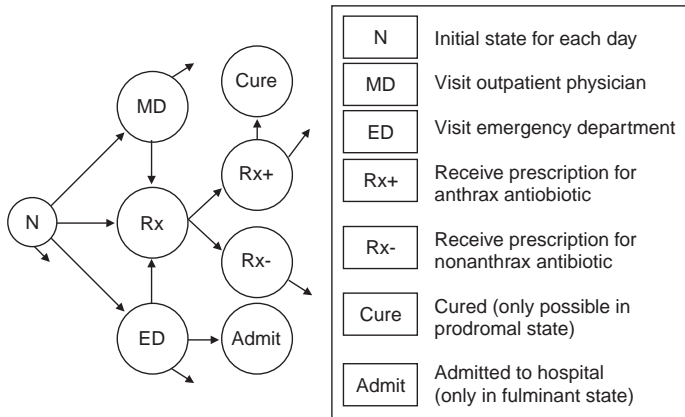 MD
Cure
N
Rx
Rx+
Rx-
ED
Admit
N Initial state for each day
MD Visit outpatient physician
ED Visit emergency department
Rx+ Receive prescription for
anthrax antiobiotic
Rx- Receive prescription for
nonanthrax antibiotic
Cure Cured (only possible in
prodromal state)
Admit Admitted to hospital
(only in fulminant state)